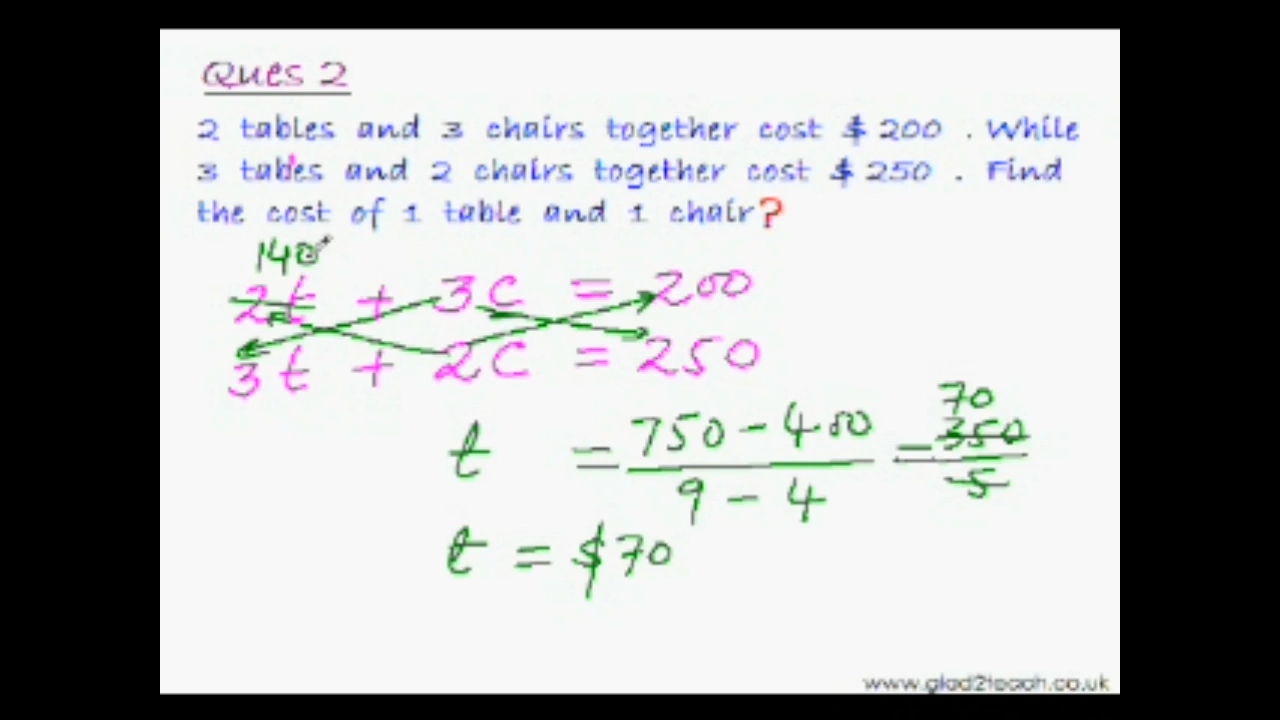 Ques 2
2 tables and 3 chairs together cost $ 200 . While
3 tables and 2 chairs together cost $ 250 . Find
the cost of 1 table and 1 chair?
140
2t + 3C = 200
3t + 2C = 250
70
t = 750 - 400 = 350
9 - 4 5
t = $70
www.glad2teach.co.uk